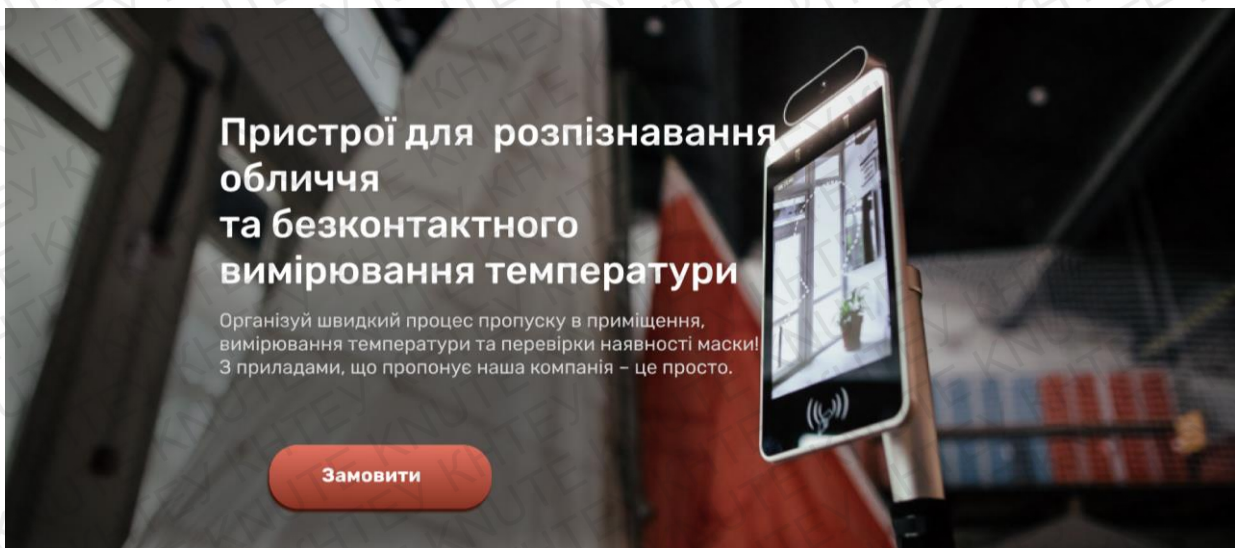 Пристрої для розпізнавання
обличчя
та безконтактного
вимірювання температури
Організуй швидкий процес пропуску в приміщення,
вимірювання температури та перевірки наявності маски!
З приладами, що пропонує наша компанія – це просто.
Замовити